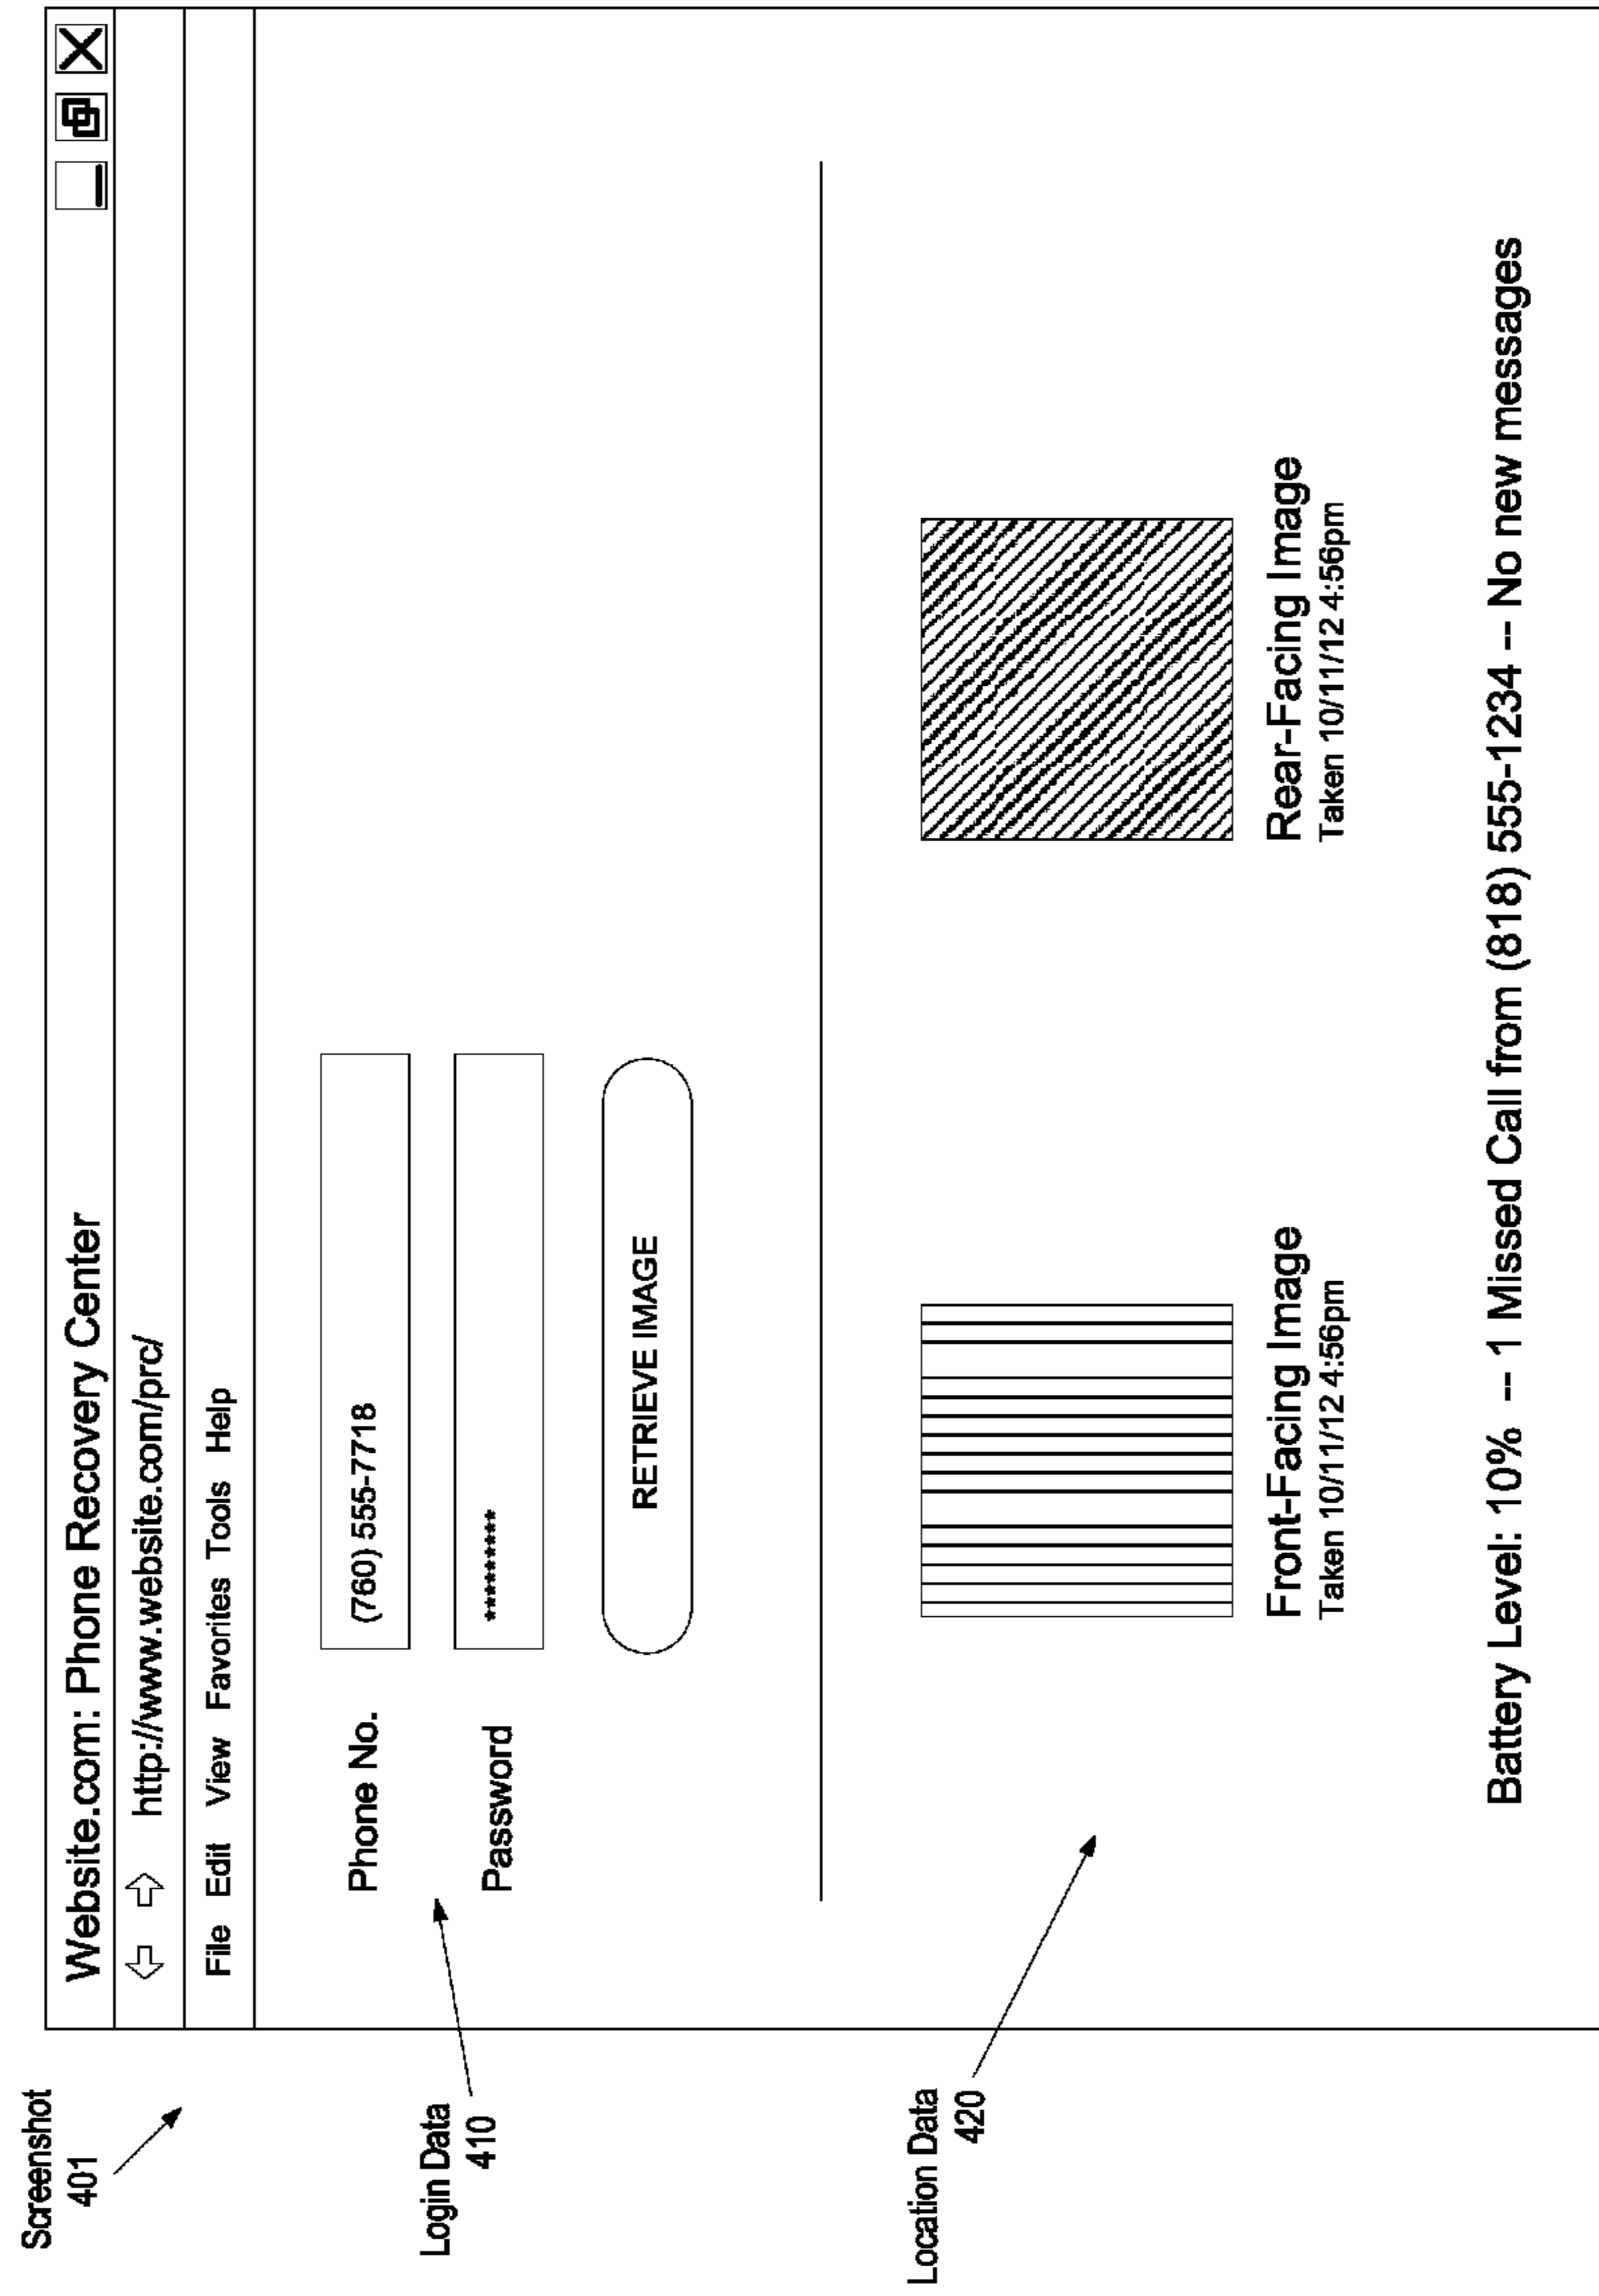 Screenshot
401
Website.com: Phone Recovery Center
http://www.website.com/prc/
File Edit View Favorites Tools Help
Login Data
410
Phone No.
(760) 555-7718
Password
*********
RETRIEVE IMAGE
Location Data
420
Front-Facing Image
Taken 10/11/12 4:56pm
Rear-Facing Image
Taken 10/11/12 4:56pm
Battery Level: 10% -- 1 Missed Call from (818) 555-1234 -- No new messages